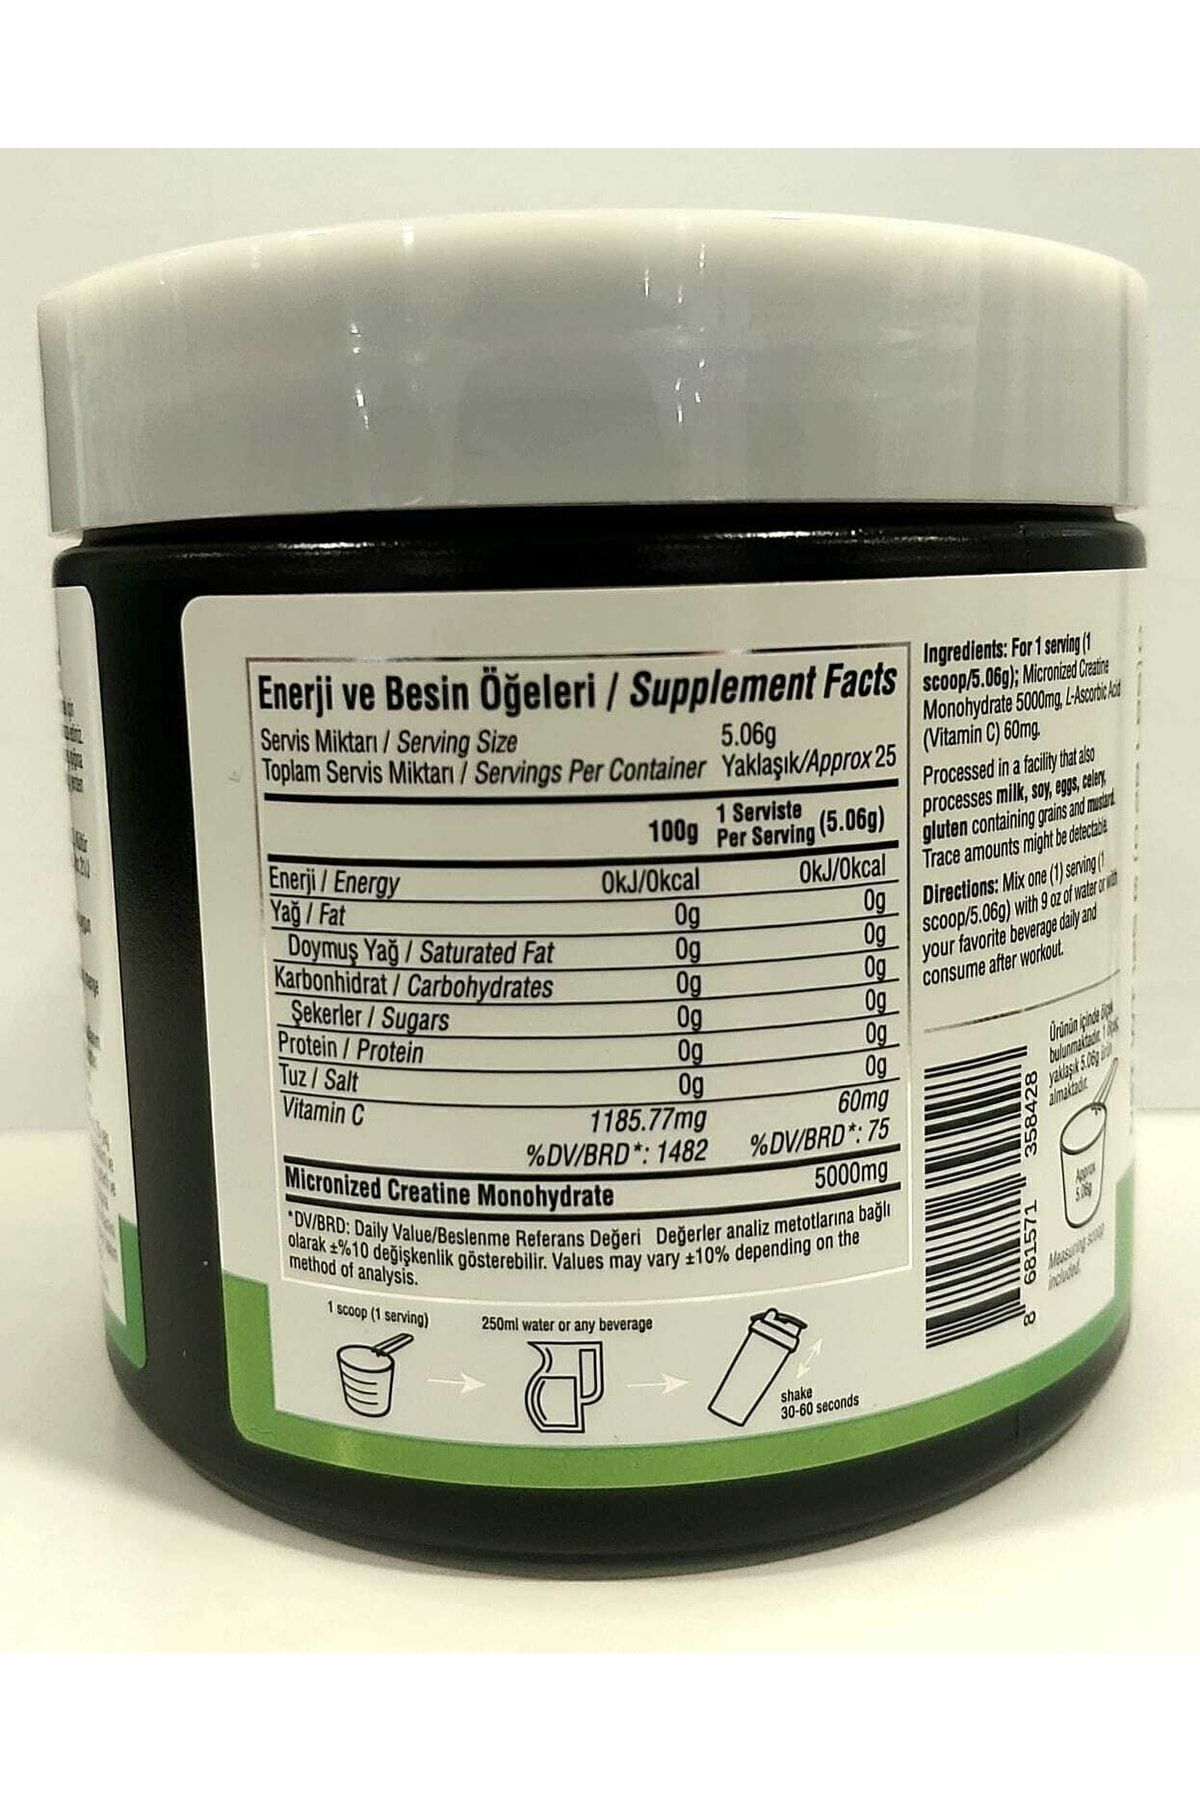 Enerji ve Besin Öğeleri / Supplement Facts
Servis Miktarı / Serving Size 5.06g
Toplam Servis Miktarı / Servings Per Container Yaklaşık/Approx 25
100g 1 Serviste Per Serving (5.06g)
Enerji / Energy 0kJ/0kcal 0kJ/0kcal
Yağ / Fat 0g 0g
Doymuş Yağ / Saturated Fat 0g 0g
Karbonhidrat / Carbohydrates 0g 0g
Şekerler / Sugars 0g 0g
Protein / Protein 0g 0g
Tuz / Salt 0g 0g
Vitamin C 1185.77mg 60mg
%DV/BRD*: 1482 %DV/BRD*: 75
Micronized Creatine Monohydrate 5000mg
*DV/BRD: Daily Value/Beslenme Referans Değeri Değerler analiz metotlarına bağlı
olarak ±%10 değişkenlik gösterebilir. Values may vary ±10% depending on the
method of analysis.
1 scoop (1 serving)
250ml water or any beverage
shake
30-60 seconds
Ingredients: For 1 serving (1
scoop/5.06g); Micronized Creatine
Monohydrate 5000mg, L-Ascorbic Acid
(Vitamin C) 60mg.
Processed in a facility that also
processes milk, soy, eggs, celery,
gluten containing grains and mustard.
Trace amounts might be detectable.
Directions: Mix one (1) serving (1
scoop/5.06g) with 9 oz of water or with
your favorite beverage daily and
consume after workout.
8 681571 358428
Ürünün içinde ölçek
bulunmaktadır. 1 ölçek
yaklaşık 5.06g ürün
almaktadır.
Approx
5.06g
Measuring scoop
included.